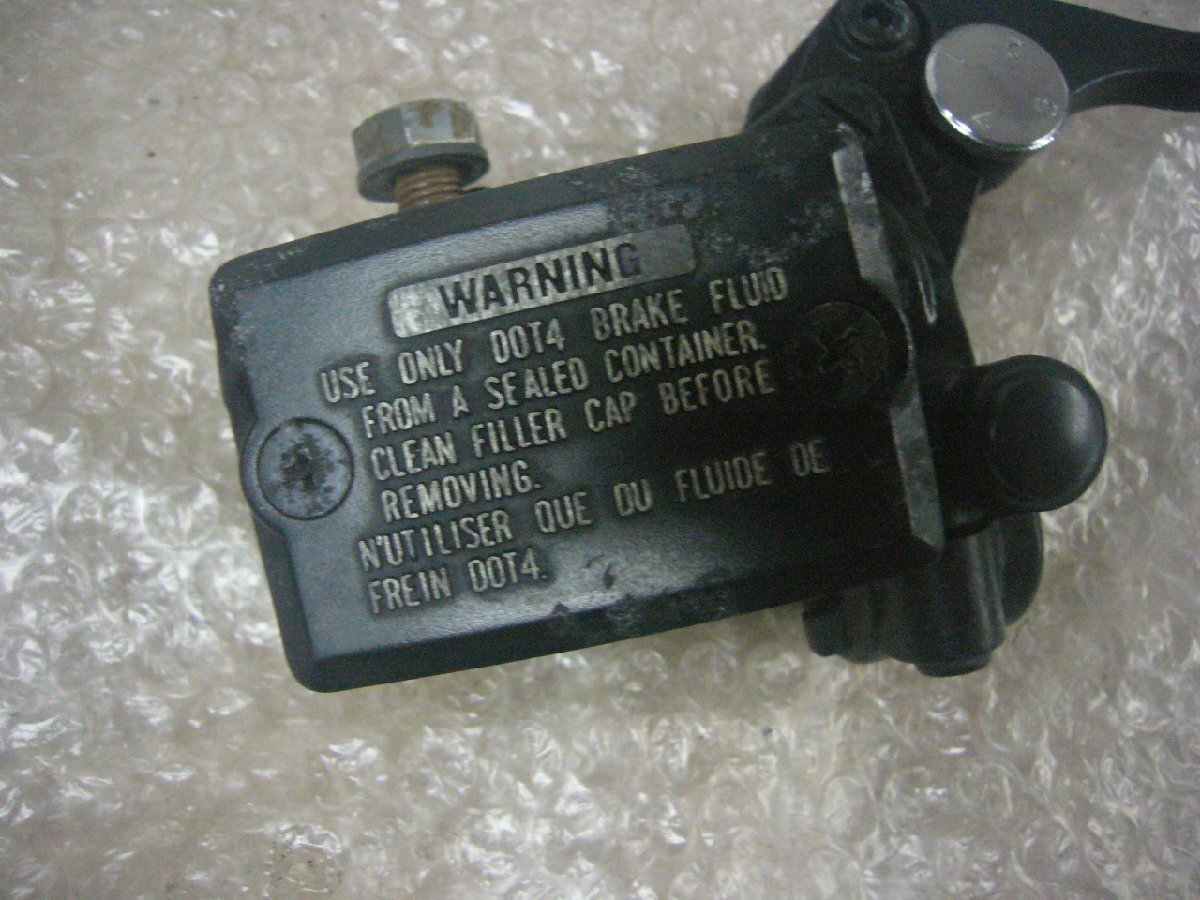 WARNING
USE ONLY DOT4 BRAKE FLUID
FROM A SEALED CONTAINER.
CLEAN FILLER CAP BEFORE
REMOVING.
N'UTILISER QUE DU FLUIDE DE
FREIN DOT4.